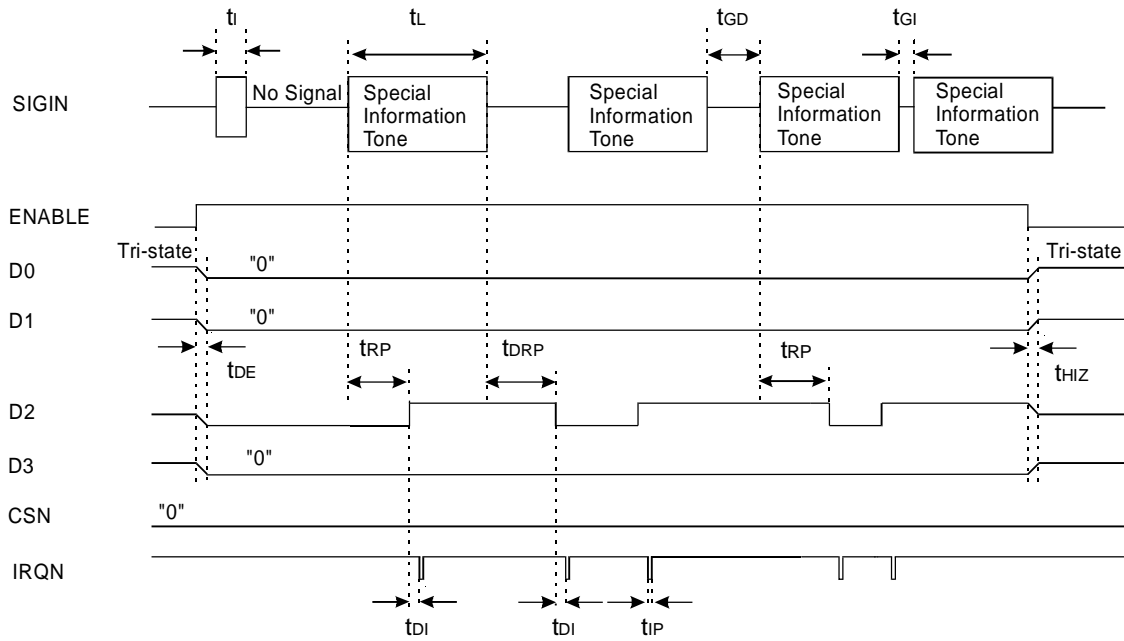 tI
tL
tGD
tGI
SIGIN
No Signal
Special
Information
Tone
Special
Information
Tone
Special
Information
Tone
Special
Information
Tone
ENABLE
Tri-state
"0"
Tri-state
D0
D1
"0"
tDE
tRP
tDRP
tRP
tHIZ
D2
D3
"0"
CSN
"0"
IRQN
tDI
tDI
tIP